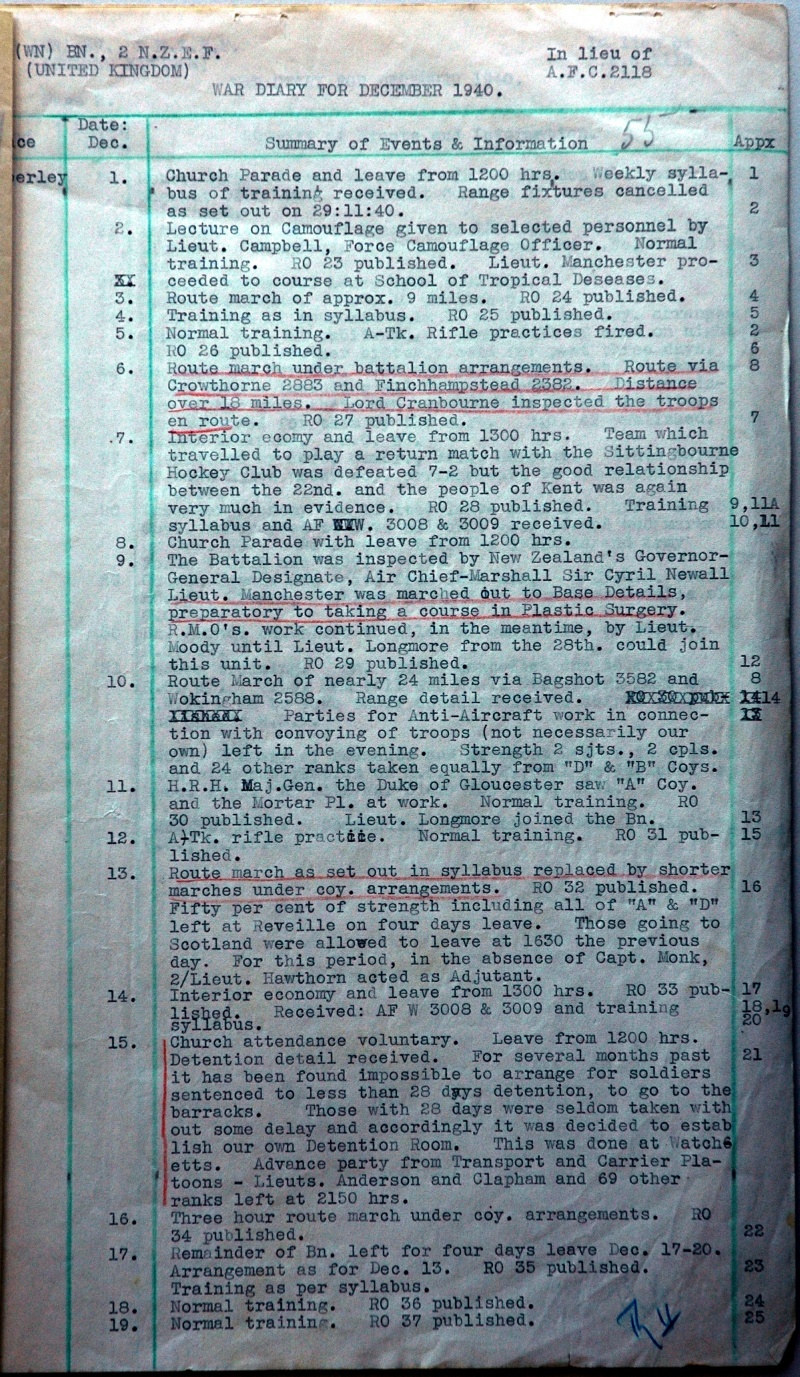 (WN) BN., 2 N.Z.E.F. In lieu of
(UNITED KINGDOM) A.F.C.2118
WAR DIARY FOR DECEMBER 1940.
Date:
ce Dec. Summary of Events & Information 55 Appx
erley 1. Church Parade and leave from 1200 hrs. Weekly sylla- 1
bus of training received. Range fixtures cancelled
as set out on 29:11:40. 2
2. Lecture on Camouflage given to selected personnel by
Lieut. Campbell, Force Camouflage Officer. Normal
training. RO 23 published. Lieut. Manchester pro- 3
ceeded to course at School of Tropical Deseases.
3. Route march of approx. 9 miles. RO 24 published. 4
4. Training as in syllabus. RO 25 published. 5
5. Normal training. A-Tk. Rifle practices fired. 2
RO 26 published. 6
6. Route march under battalion arrangements. Route via 8
Crowthorne 2883 and Finchhampstead 2382. Distance
over 18 miles. Lord Cranbourne inspected the troops
en route. RO 27 published. 7
7. Interior ecomy and leave from 1300 hrs. Team which
travelled to play a return match with the Sittingbourne
Hockey Club was defeated 7-2 but the good relationship
between the 22nd. and the people of Kent was again
very much in evidence. RO 28 published. Training 9,11A
syllabus and AF W. 3008 & 3009 received. 10,11
8. Church Parade with leave from 1200 hrs.
9. The Battalion was inspected by New Zealand's Governor-
General Designate, Air Chief-Marshall Sir Cyril Newall
Lieut. Manchester was marched out to Base Details,
preparatory to taking a course in Plastic Surgery.
R.M.O's. work continued, in the meantime, by Lieut.
Moody until Lieut. Longmore from the 28th. could join
this unit. RO 29 published. 12
10. Route March of nearly 24 miles via Bagshot 3582 and 8
Wokingham 2588. Range detail received. 14
Parties for Anti-Aircraft work in connec-
tion with convoying of troops (not necessarily our
own) left in the evening. Strength 2 sjts., 2 cpls.
and 24 other ranks taken equally from "D" & "B" Coys.
11. H.R.H. Maj.Gen. the Duke of Gloucester saw "A" Coy.
and the Mortar Pl. at work. Normal training. RO
30 published. Lieut. Longmore joined the Bn. 13
12. A-Tk. rifle practice. Normal training. RO 31 pub- 15
lished.
13. Route march as set out in syllabus replaced by shorter
marches under coy. arrangements. RO 32 published. 16
Fifty per cent of strength including all of "A" & "D"
left at Reveille on four days leave. Those going to
Scotland were allowed to leave at 1630 the previous
day. For this period, in the absence of Capt. Monk,
2/Lieut. Hawthorn acted as Adjutant.
14. Interior economy and leave from 1300 hrs. RO 33 pub- 17
lished. Received: AF W 3008 & 3009 and training 18,19
syllabus. 20
15. Church attendance voluntary. Leave from 1200 hrs.
Detention detail received. For several months past 21
it has been found impossible to arrange for soldiers
sentenced to less than 28 days detention, to go to the
barracks. Those with 28 days were seldom taken with
out some delay and accordingly it was decided to estab
lish our own Detention Room. This was done at Watche
etts. Advance party from Transport and Carrier Pla-
toons - Lieuts. Anderson and Clapham and 69 other
ranks left at 2150 hrs.
16. Three hour route march under coy. arrangements. RO
34 published. 22
17. Remainder of Bn. left for four days leave Dec. 17-20.
Arrangement as for Dec. 13. RO 35 published. 23
Training as per syllabus.
18. Normal training. RO 36 published. 24
19. Normal training. RO 37 published. 25